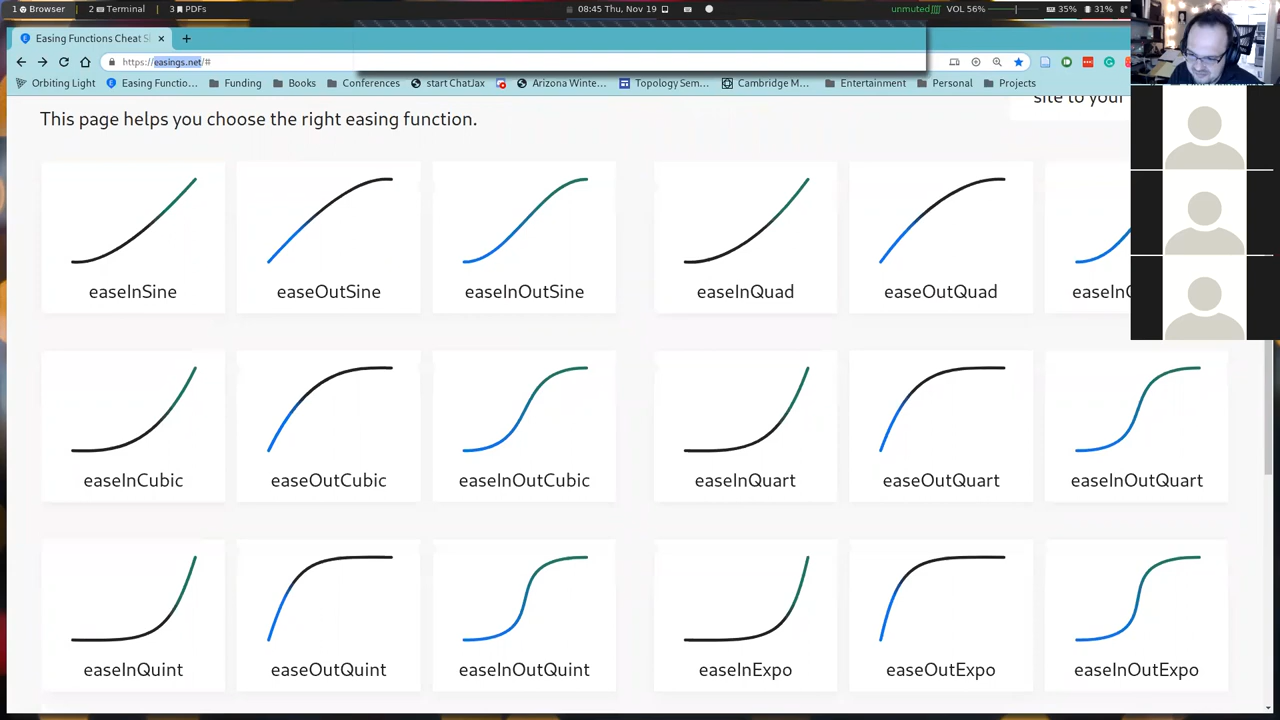 1 Browser 2 Terminal 3 PDFs 08:45 Thu, Nov 19 unmuted VOL 56% 35% 31%
Easing Functions Cheat S
https://easings.net/#
Orbiting Light Easing Functio… Funding Books Conferences start ChatJax Arizona Winte… Topology Sem… Cambridge M… Entertainment Personal Projects
site to your
This page helps you choose the right easing function.
easeInSine easeOutSine easeInOutSine easeInQuad easeOutQuad easeIn
easeInCubic easeOutCubic easeInOutCubic easeInQuart easeOutQuart easeInOutQuart
easeInQuint easeOutQuint easeInOutQuint easeInExpo easeOutExpo easeInOutExpo